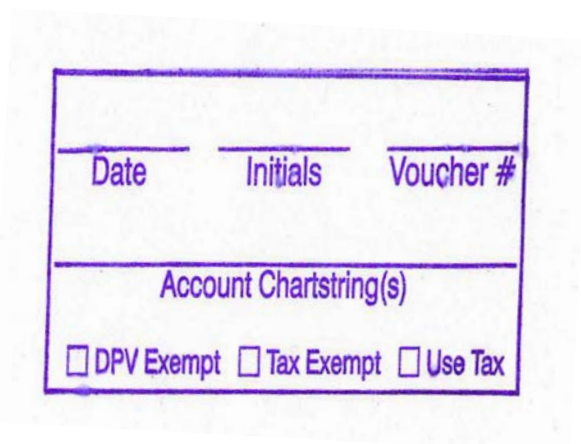 Date Initials Voucher #
Account Chartstring(s)
DPV Exempt Tax Exempt Use Tax